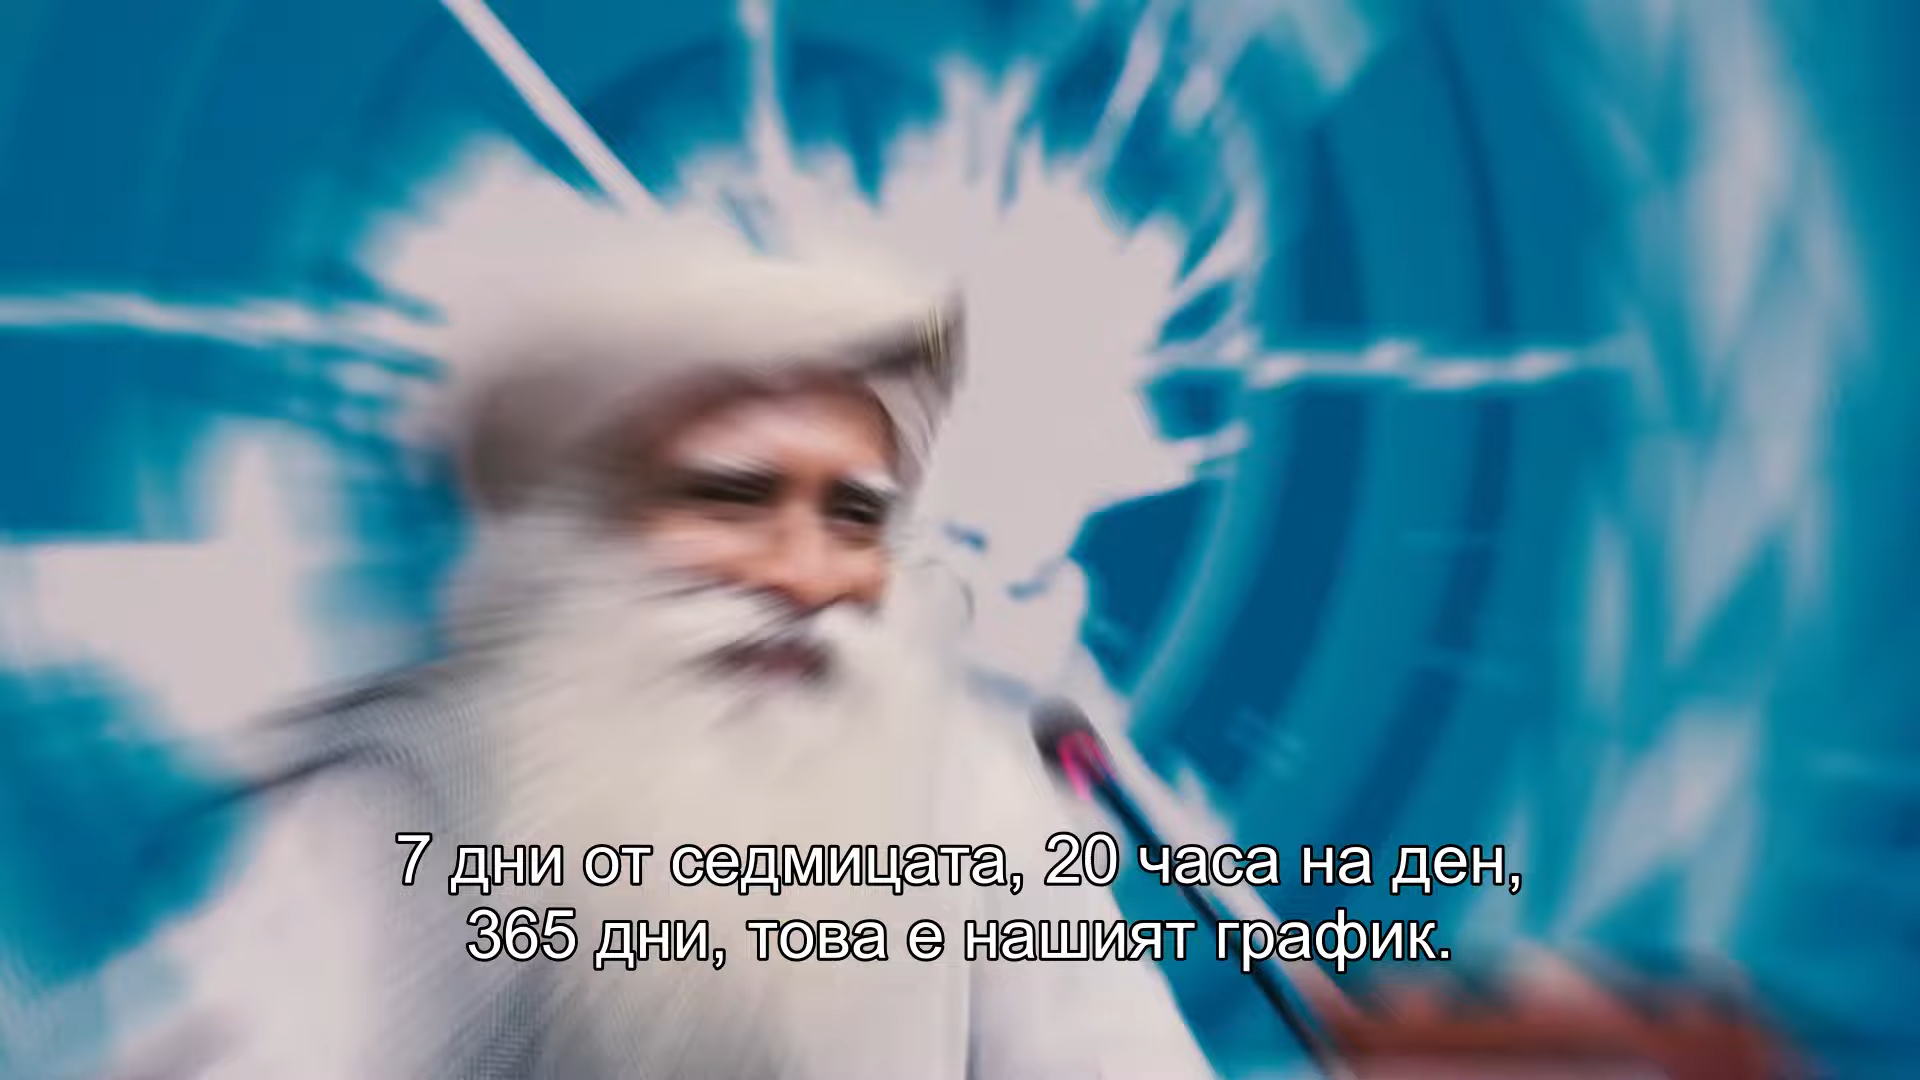 7 дни от седмицата, 20 часа на ден,
365 дни, това е нашият график.